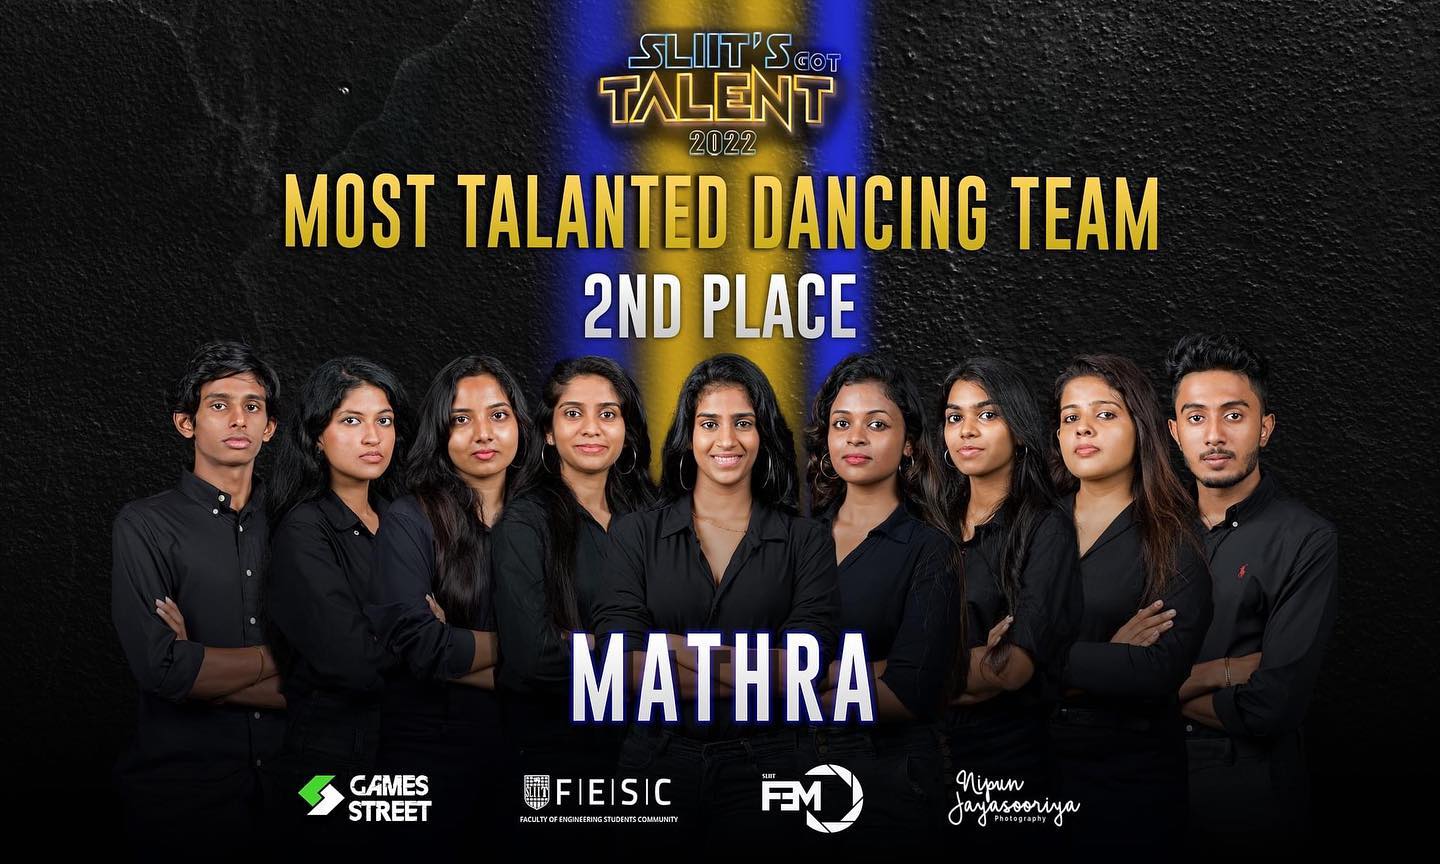 SLIIT'S GOT
TALENT
2022
MOST TALANTED DANCING TEAM
2ND PLACE
MATHRA
GAMES
STREET
SLIIT
F|E|S|C
FACULTY OF ENGINEERING STUDENTS COMMUNITY
SLIIT
FEM
Nipun
Jayasooriya
Photography